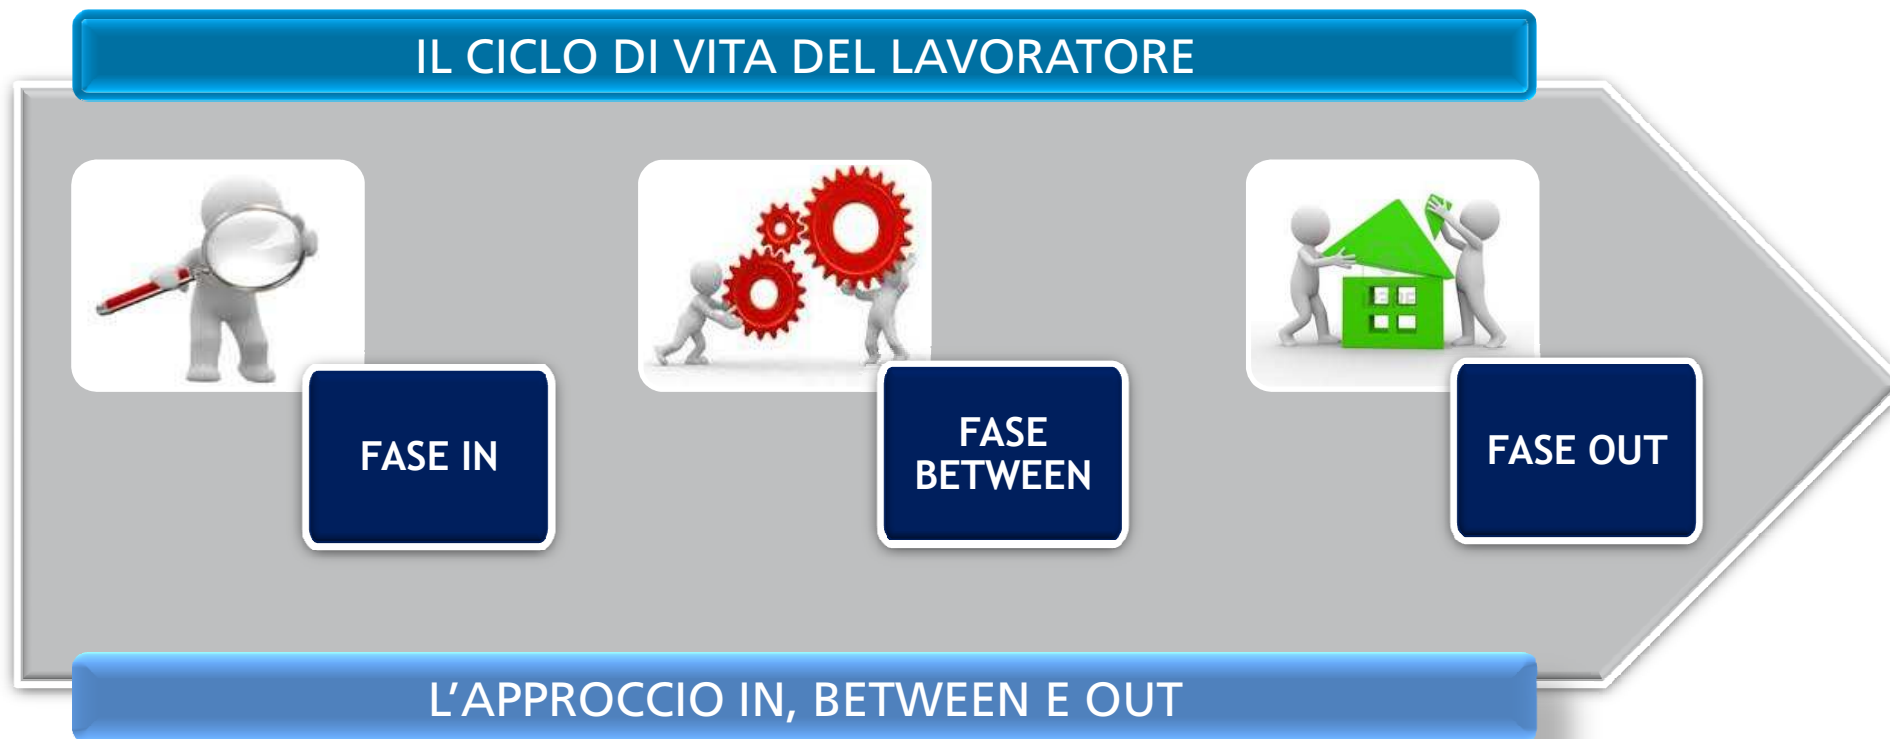 IL CICLO DI VITA DEL LAVORATORE
FASE IN
FASE
BETWEEN
FASE OUT
L’APPROCCIO IN, BETWEEN E OUT